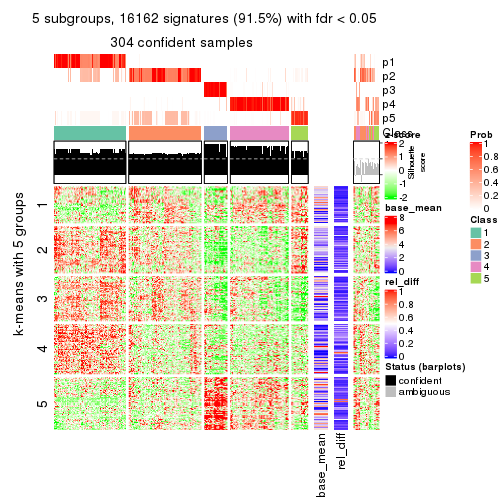 5 subgroups, 16162 signatures (91.5%) with fdr < 0.05
304 confident samples
p1
p2
p3
p4
p5
Class
z-score
2
1
0
-1
-2
Silhouette
score
Prob
1
0.8
0.6
0.4
0.2
0
base_mean
8
6
4
2
0
Class
1
2
3
4
5
rel_diff
1
0.8
0.6
0.4
0.2
0
Status (barplots)
confident
ambiguous
k-means with 5 groups
1
2
3
4
5
base_mean
rel_diff